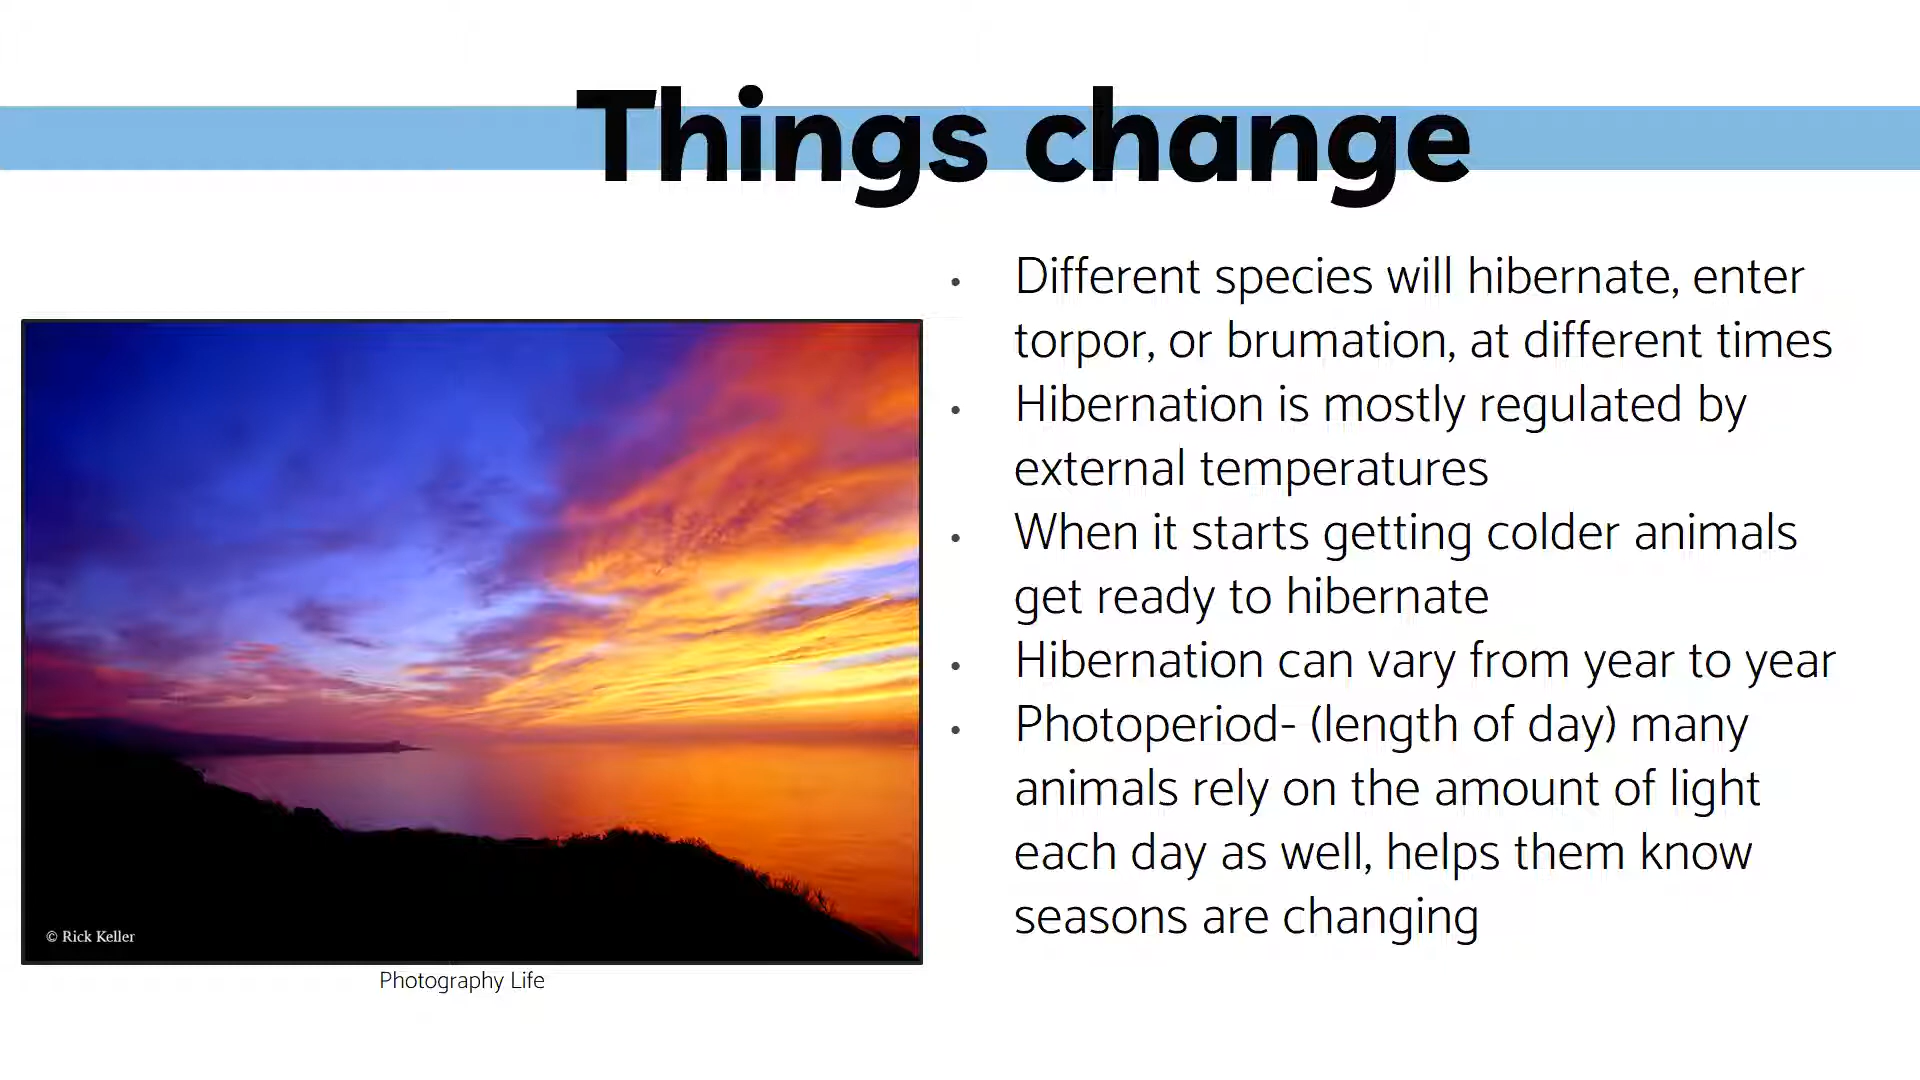 Things change
Different species will hibernate, enter
torpor, or brumation, at different times
Hibernation is mostly regulated by
external temperatures
When it starts getting colder animals
get ready to hibernate
Hibernation can vary from year to year
Photoperiod- (length of day) many
animals rely on the amount of light
each day as well, helps them know
seasons are changing
© Rick Keller
Photography Life